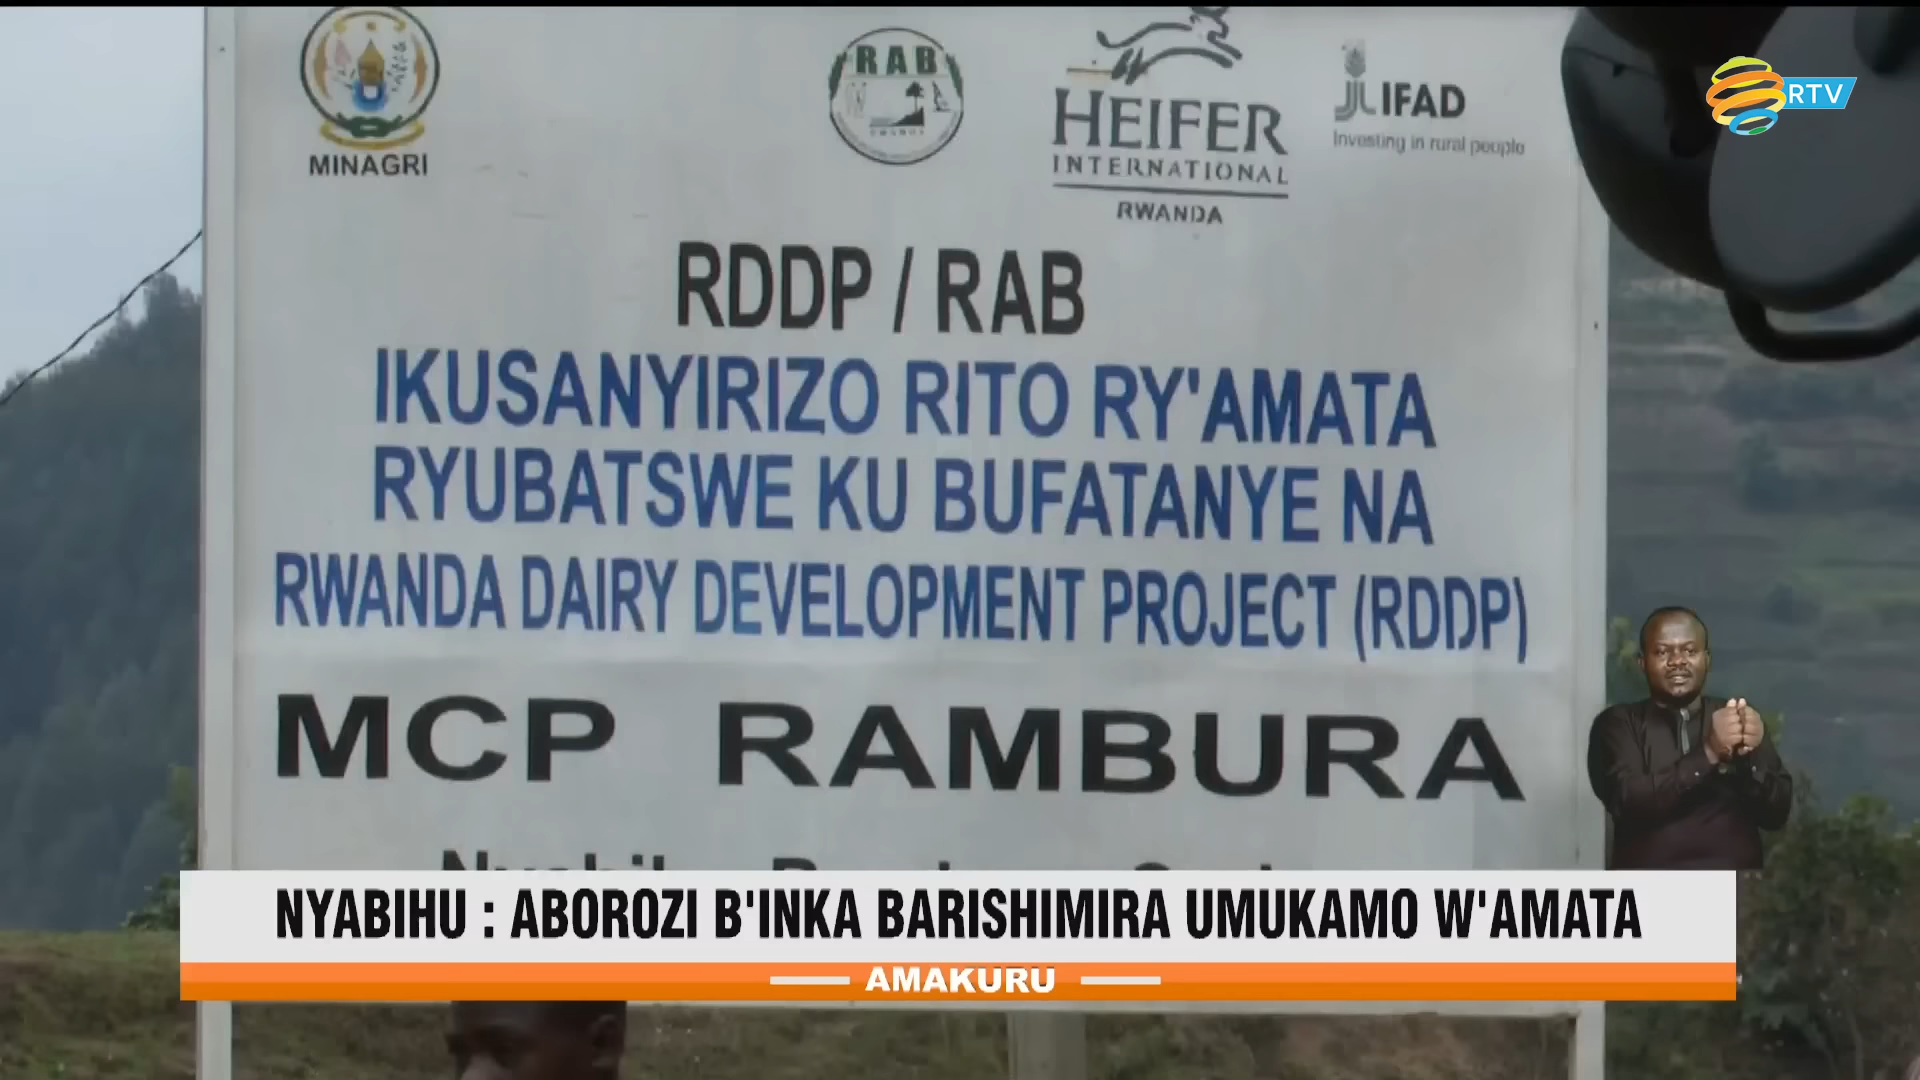 MINAGRI
RAB
HEIFER
INTERNATIONAL
RWANDA
IFAD
Investing in rural people
RTV
RDDP / RAB
IKUSANYIRIZO RITO RY'AMATA
RYUBATSWE KU BUFATANYE NA
RWANDA DAIRY DEVELOPMENT PROJECT (RDDP)
MCP RAMBURA
NYABIHU : ABOROZI B'INKA BARISHIMIRA UMUKAMO W'AMATA
AMAKURU